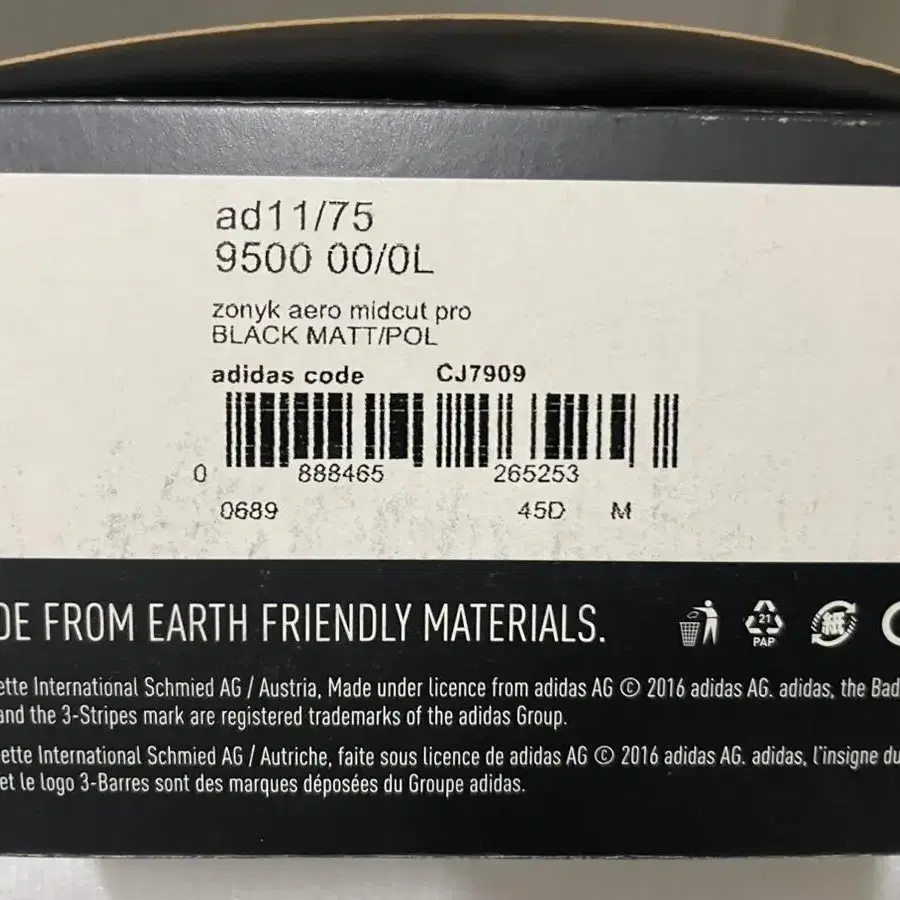 ad11/75
9500 00/0L
zonyk aero midcut pro
BLACK MATT/POL
adidas code CJ7909
0 888465 265253
0689 45D M
DE FROM EARTH FRIENDLY MATERIALS.
21
PAP
紙
ette International Schmied AG / Austria, Made under licence from adidas AG © 2016 adidas AG. adidas, the Bad
and the 3-Stripes mark are registered trademarks of the adidas Group.
ette International Schmied AG / Autriche, faite sous licence de adidas AG © 2016 adidas AG. adidas, l'insigne du
et le logo 3-Barres sont des marques déposées du Groupe adidas.